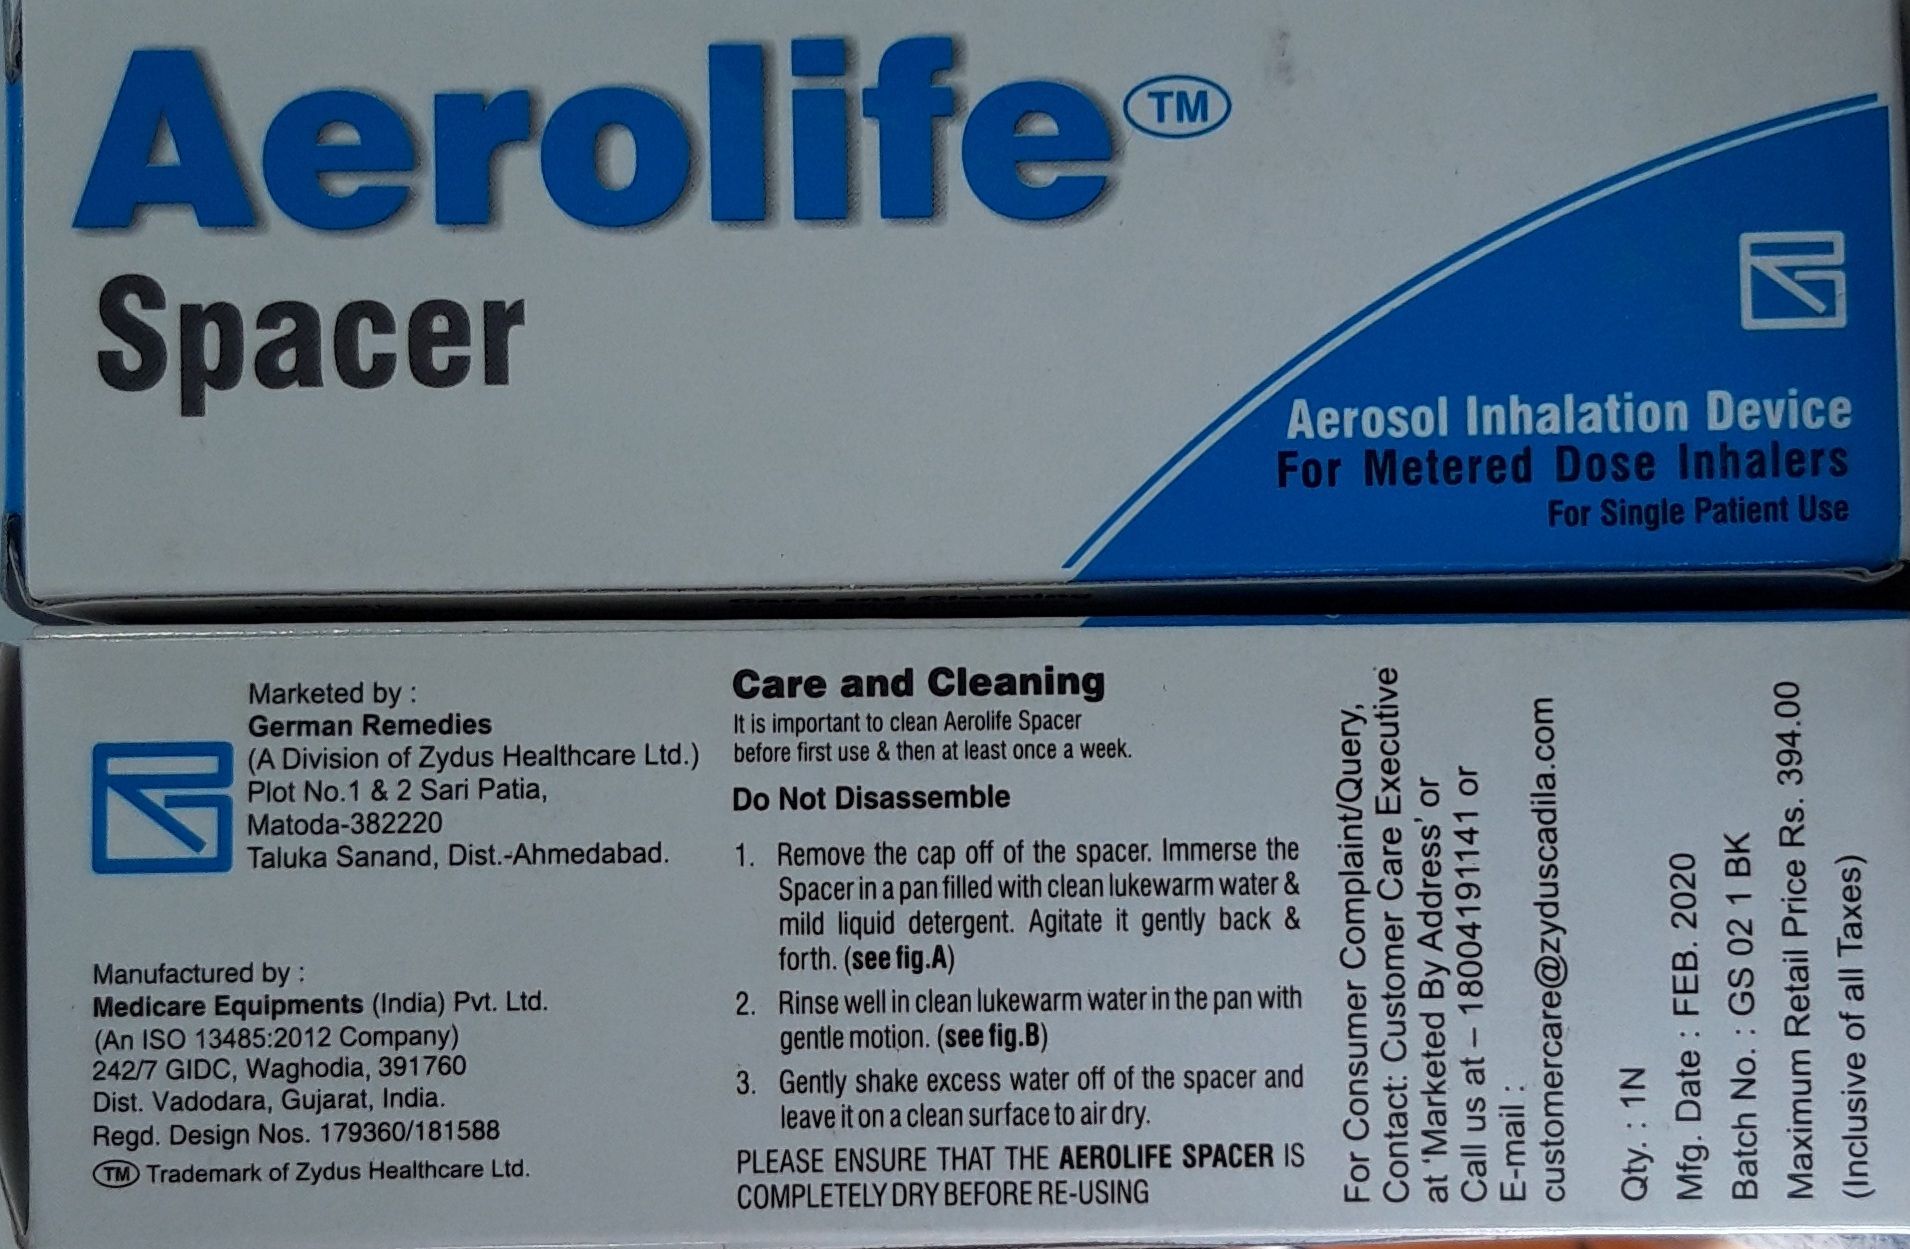 Aerolife TM
Spacer
Aerosol Inhalation Device
For Metered Dose Inhalers
For Single Patient Use
Marketed by :
German Remedies
(A Division of Zydus Healthcare Ltd.)
Plot No.1 & 2 Sari Patia,
Matoda-382220
Taluka Sanand, Dist.-Ahmedabad.
Manufactured by :
Medicare Equipments (India) Pvt. Ltd.
(An ISO 13485:2012 Company)
242/7 GIDC, Waghodia, 391760
Dist. Vadodara, Gujarat, India.
Regd. Design Nos. 179360/181588
TM Trademark of Zydus Healthcare Ltd.
Care and Cleaning
It is important to clean Aerolife Spacer
before first use & then at least once a week.
Do Not Disassemble
1. Remove the cap off of the spacer. Immerse the
Spacer in a pan filled with clean lukewarm water &
mild liquid detergent. Agitate it gently back &
forth. (see fig.A)
2. Rinse well in clean lukewarm water in the pan with
gentle motion. (see fig.B)
3. Gently shake excess water off of the spacer and
leave it on a clean surface to air dry.
PLEASE ENSURE THAT THE AEROLIFE SPACER IS
COMPLETELY DRY BEFORE RE-USING
For Consumer Complaint/Query,
Contact: Customer Care Executive
at 'Marketed By Address' or
Call us at – 18004191141 or
E-mail :
customercare@zyduscadila.com
Qty. : 1N
Mfg. Date : FEB. 2020
Batch No. : GS 02 1 BK
Maximum Retail Price Rs. 394.00
(Inclusive of all Taxes)